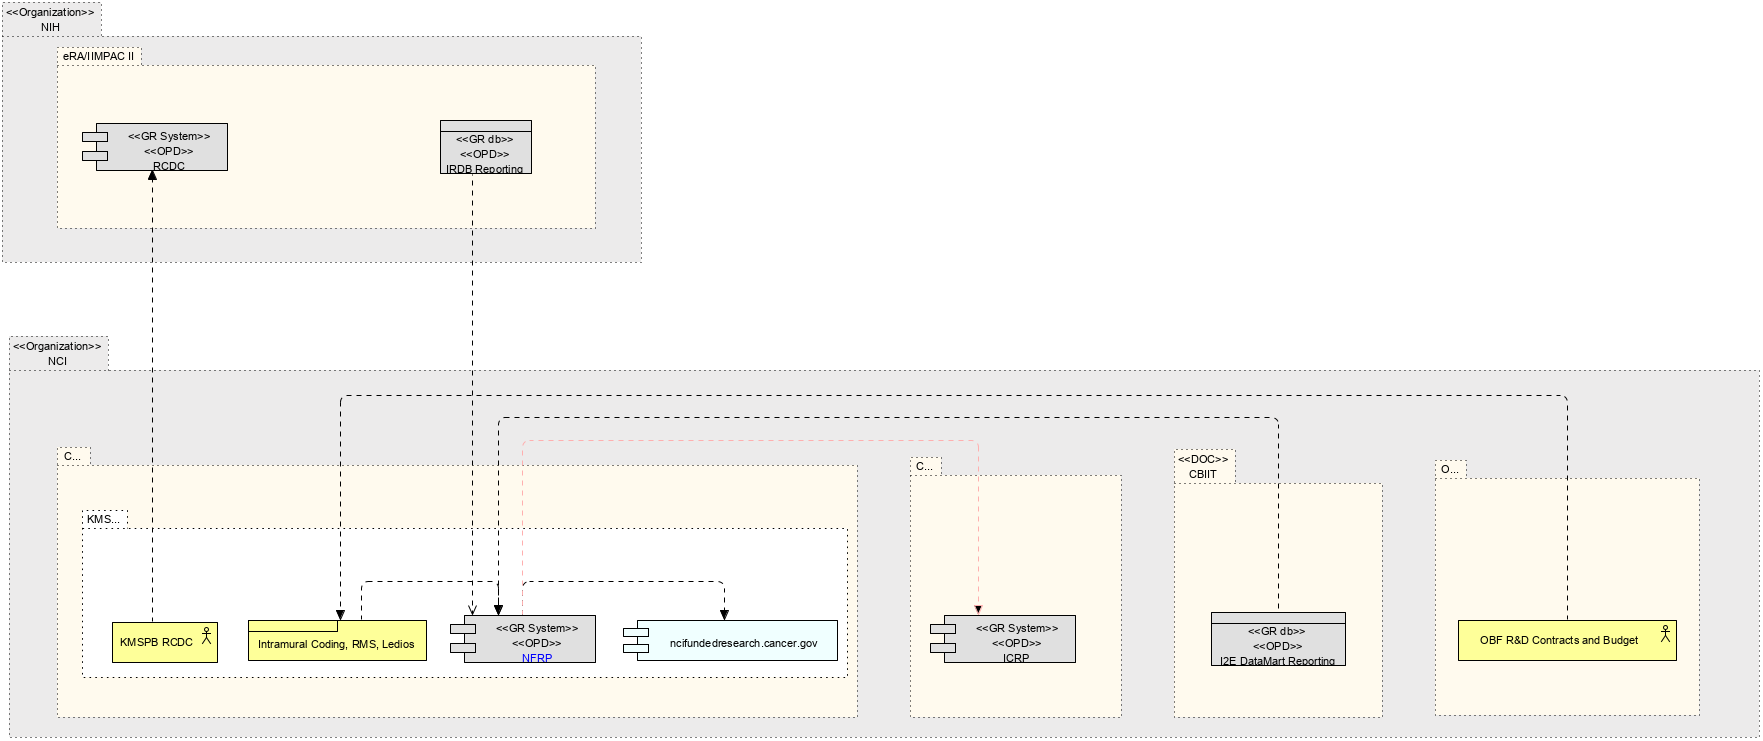 <<Organization>>
NIH
eRA/IIMPAC II
<<GR System>>
<<OPD>>
RCDC
<<GR db>>
<<OPD>>
IRDB Reporting
<<Organization>>
NCI
C...
KMS...
KMSPB RCDC
Intramural Coding, RMS, Ledios
<<GR System>>
<<OPD>>
NFRP
ncifundedresearch.cancer.gov
C...
<<GR System>>
<<OPD>>
ICRP
<<DOC>>
CBIIT
<<GR db>>
<<OPD>>
I2E DataMart Reporting
O...
OBF R&D Contracts and Budget